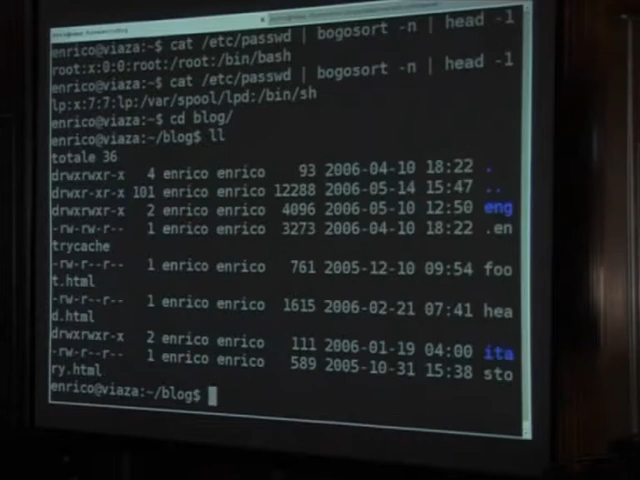 enrico@viaza:~$ cat /etc/passwd | bogosort -n | head -1
root:x:0:0:root:/root:/bin/bash
enrico@viaza:~$ cat /etc/passwd | bogosort -n | head -1
lp:x:7:7:lp:/var/spool/lpd:/bin/sh
enrico@viaza:~$ cd blog/
enrico@viaza:~/blog$ ll
totale 36
drwxrwxr-x 4 enrico enrico 93 2006-04-10 18:22 .
drwxr-xr-x 101 enrico enrico 12288 2006-05-14 15:47 ..
drwxrwxr-x 2 enrico enrico 4096 2006-05-10 12:50 eng
-rw-r--r-- 1 enrico enrico 3273 2006-04-10 18:22 .en
trycache
-rw-r--r-- 1 enrico enrico 761 2005-12-10 09:54 foo
t.html
-rw-r--r-- 1 enrico enrico 1615 2006-02-21 07:41 hea
d.html
drwxrwxr-x 2 enrico enrico 111 2006-01-19 04:00 ita
-rw-r--r-- 1 enrico enrico 589 2005-10-31 15:38 sto
ry.html
enrico@viaza:~/blog$